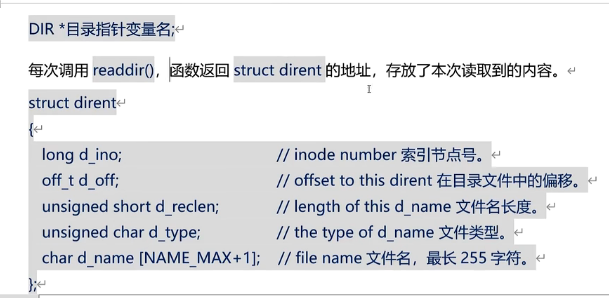 DIR *目录指针变量名;
每次调用 readdir()，函数返回 struct dirent 的地址，存放了本次读取到的内容。
struct dirent
{
long d_ino; // inode number 索引节点号。
off_t d_off; // offset to this dirent 在目录文件中的偏移。
unsigned short d_reclen; // length of this d_name 文件名长度。
unsigned char d_type; // the type of d_name 文件类型。
char d_name [NAME_MAX+1]; // file name 文件名，最长 255 字符。
};